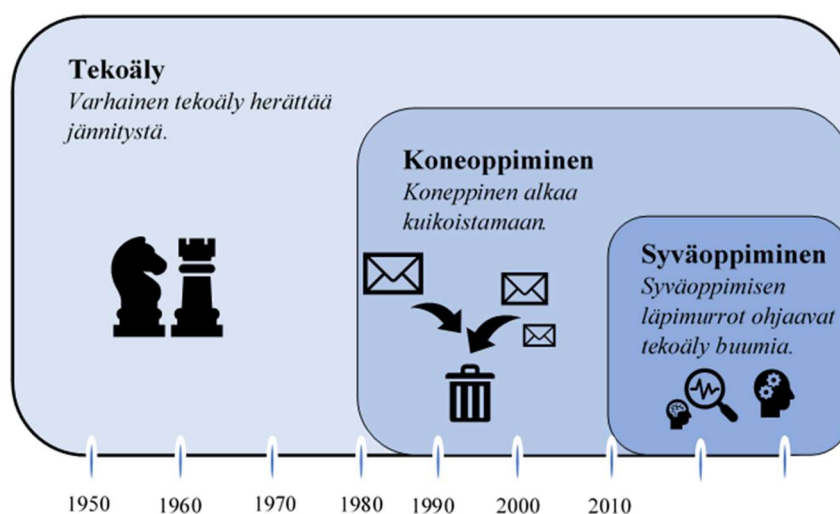 Tekoäly
Varhainen tekoäly herättää
jännitystä.
Koneoppiminen
Koneppinen alkaa
kuikoistamaan.
Syväoppiminen
Syväoppimisen
läpimurrot ohjaavat
tekoäly buumia.
1950 1960 1970 1980 1990 2000 2010